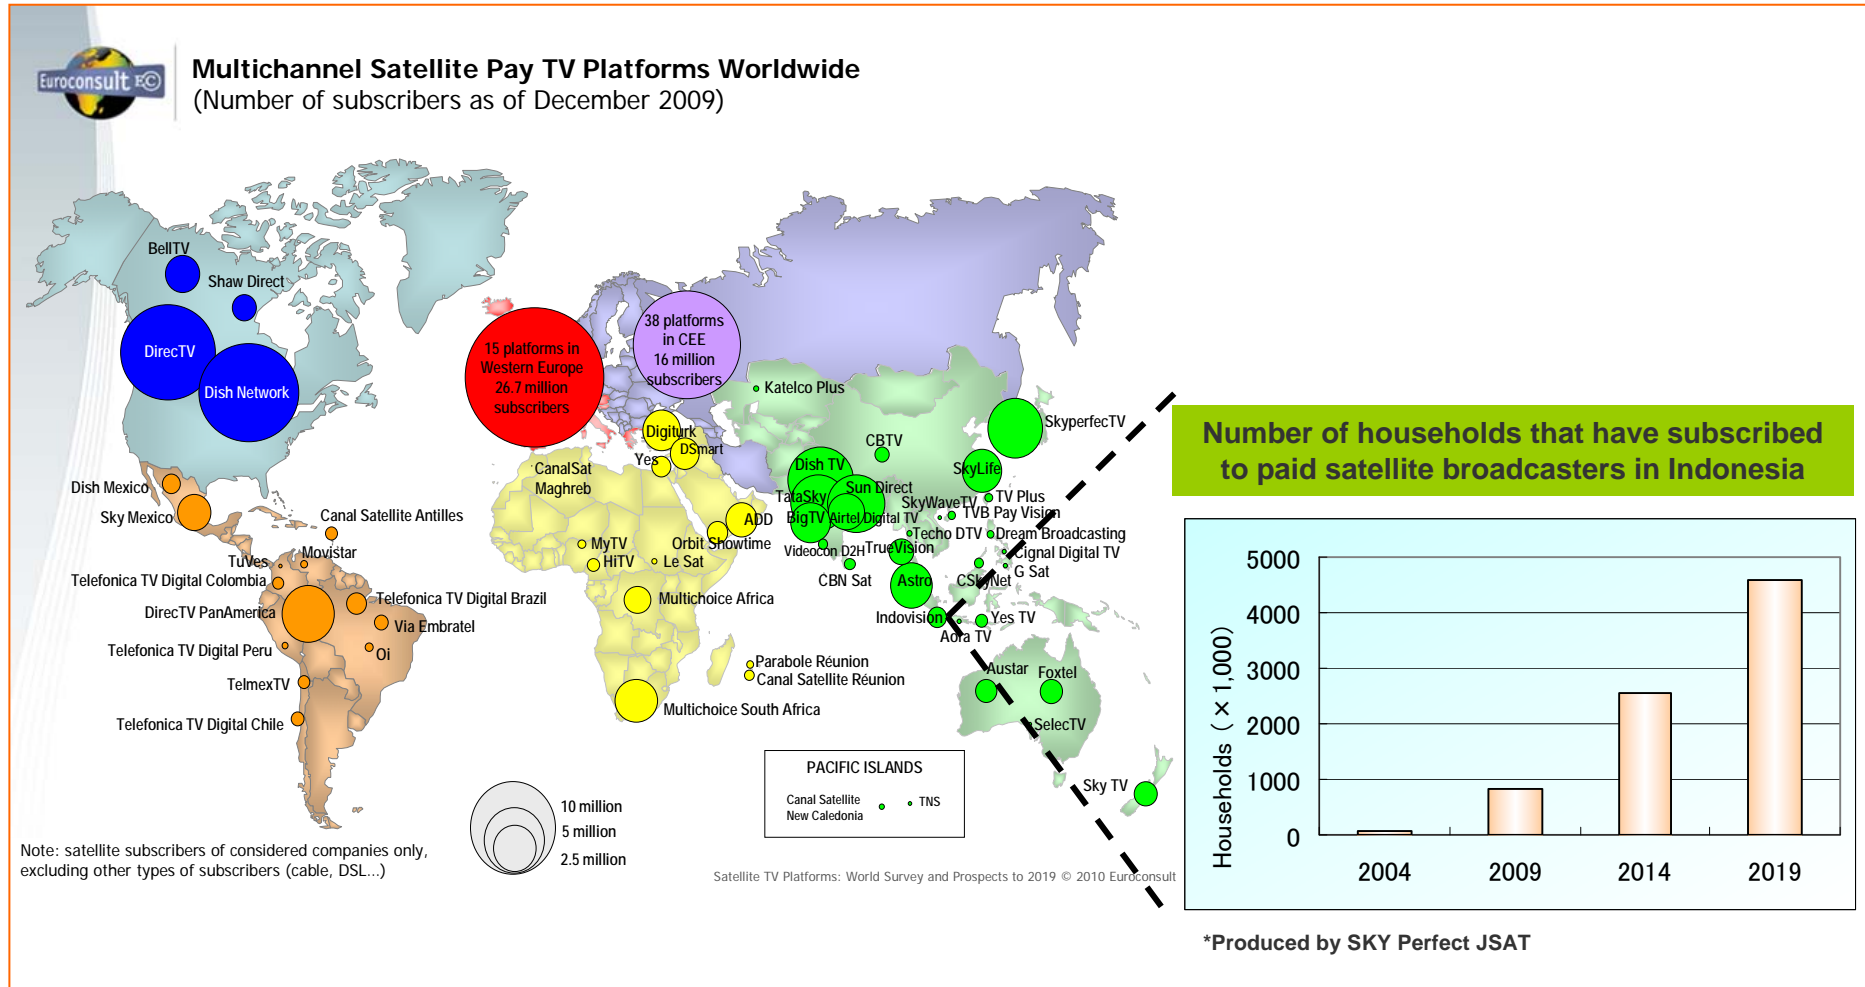 Euroconsult EC
Multichannel Satellite Pay TV Platforms Worldwide
(Number of subscribers as of December 2009)
BellTV
Shaw Direct
DirecTV
Dish Network
15 platforms in
Western Europe
26.7 million
subscribers
38 platforms
in CEE
16 million
subscribers
Katelco Plus
SkyperfecTV
CBTV
Digiturk
DSmart
Yes
CanalSat
Maghreb
Dish TV
SkyLife
Sun Direct
TataSky
SkyWaveTV
TV Plus
TVB Pay Vision
BigTV
Airtel Digital TV
ADD
Orbit Showtime
Techo DTV
Dream Broadcasting
Videocon D2H
TrueVision
Cignal Digital TV
G Sat
CBN Sat
Astro
CSkyNet
Dish Mexico
Sky Mexico
Canal Satellite Antilles
MyTV
HiTV
Le Sat
TuVes
Movistar
Telefonica TV Digital Colombia
DirecTV PanAmerica
Telefonica TV Digital Brazil
Via Embratel
Multichoice Africa
Indovision
Yes TV
Aora TV
Telefonica TV Digital Peru
Oi
Parabole Réunion
Canal Satellite Réunion
Austar
Foxtel
TelmexTV
Multichoice South Africa
SelecTV
Telefonica TV Digital Chile
Sky TV
PACIFIC ISLANDS
Canal Satellite
New Caledonia
TNS
10 million
5 million
2.5 million
Note: satellite subscribers of considered companies only,
excluding other types of subscribers (cable, DSL...)
Satellite TV Platforms: World Survey and Prospects to 2019 © 2010 Euroconsult
Number of households that have subscribed
to paid satellite broadcasters in Indonesia
Households (×1,000)
5000
4000
3000
2000
1000
0
2004
2009
2014
2019
*Produced by SKY Perfect JSAT